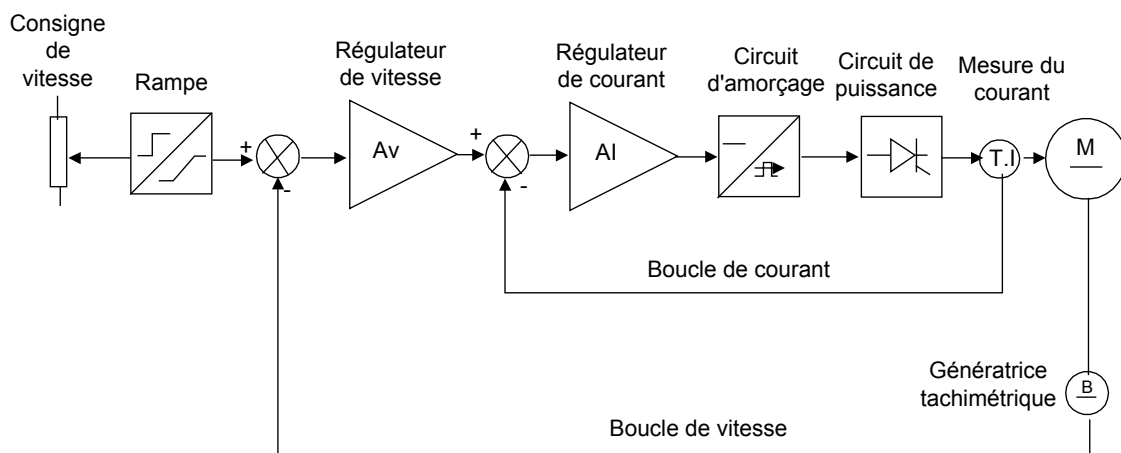 Consigne
de
vitesse
Rampe
Régulateur
de vitesse
Régulateur
de courant
Circuit
d'amorçage
Circuit de
puissance
Mesure du
courant
+
-
Av
+
-
AI
T.I
M
Boucle de courant
Génératrice
tachimétrique
B
Boucle de vitesse